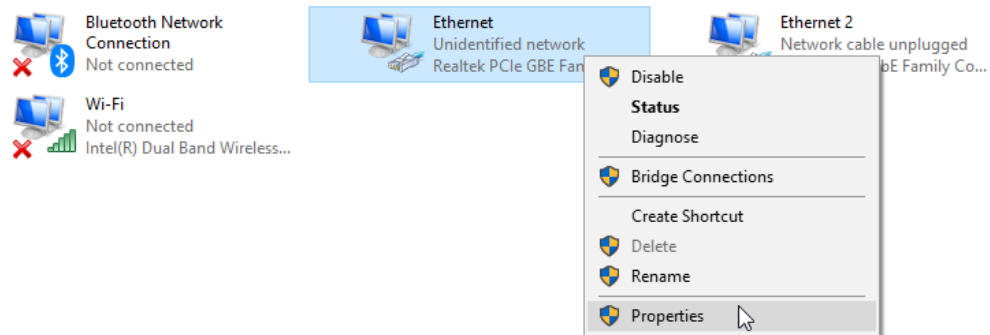 Bluetooth Network
Connection
Not connected
Ethernet
Unidentified network
Realtek PCIe GBE Fan
Ethernet 2
Network cable unplugged
bE Family Co...
Wi-Fi
Not connected
Intel(R) Dual Band Wireless...
Disable
Status
Diagnose
Bridge Connections
Create Shortcut
Delete
Rename
Properties